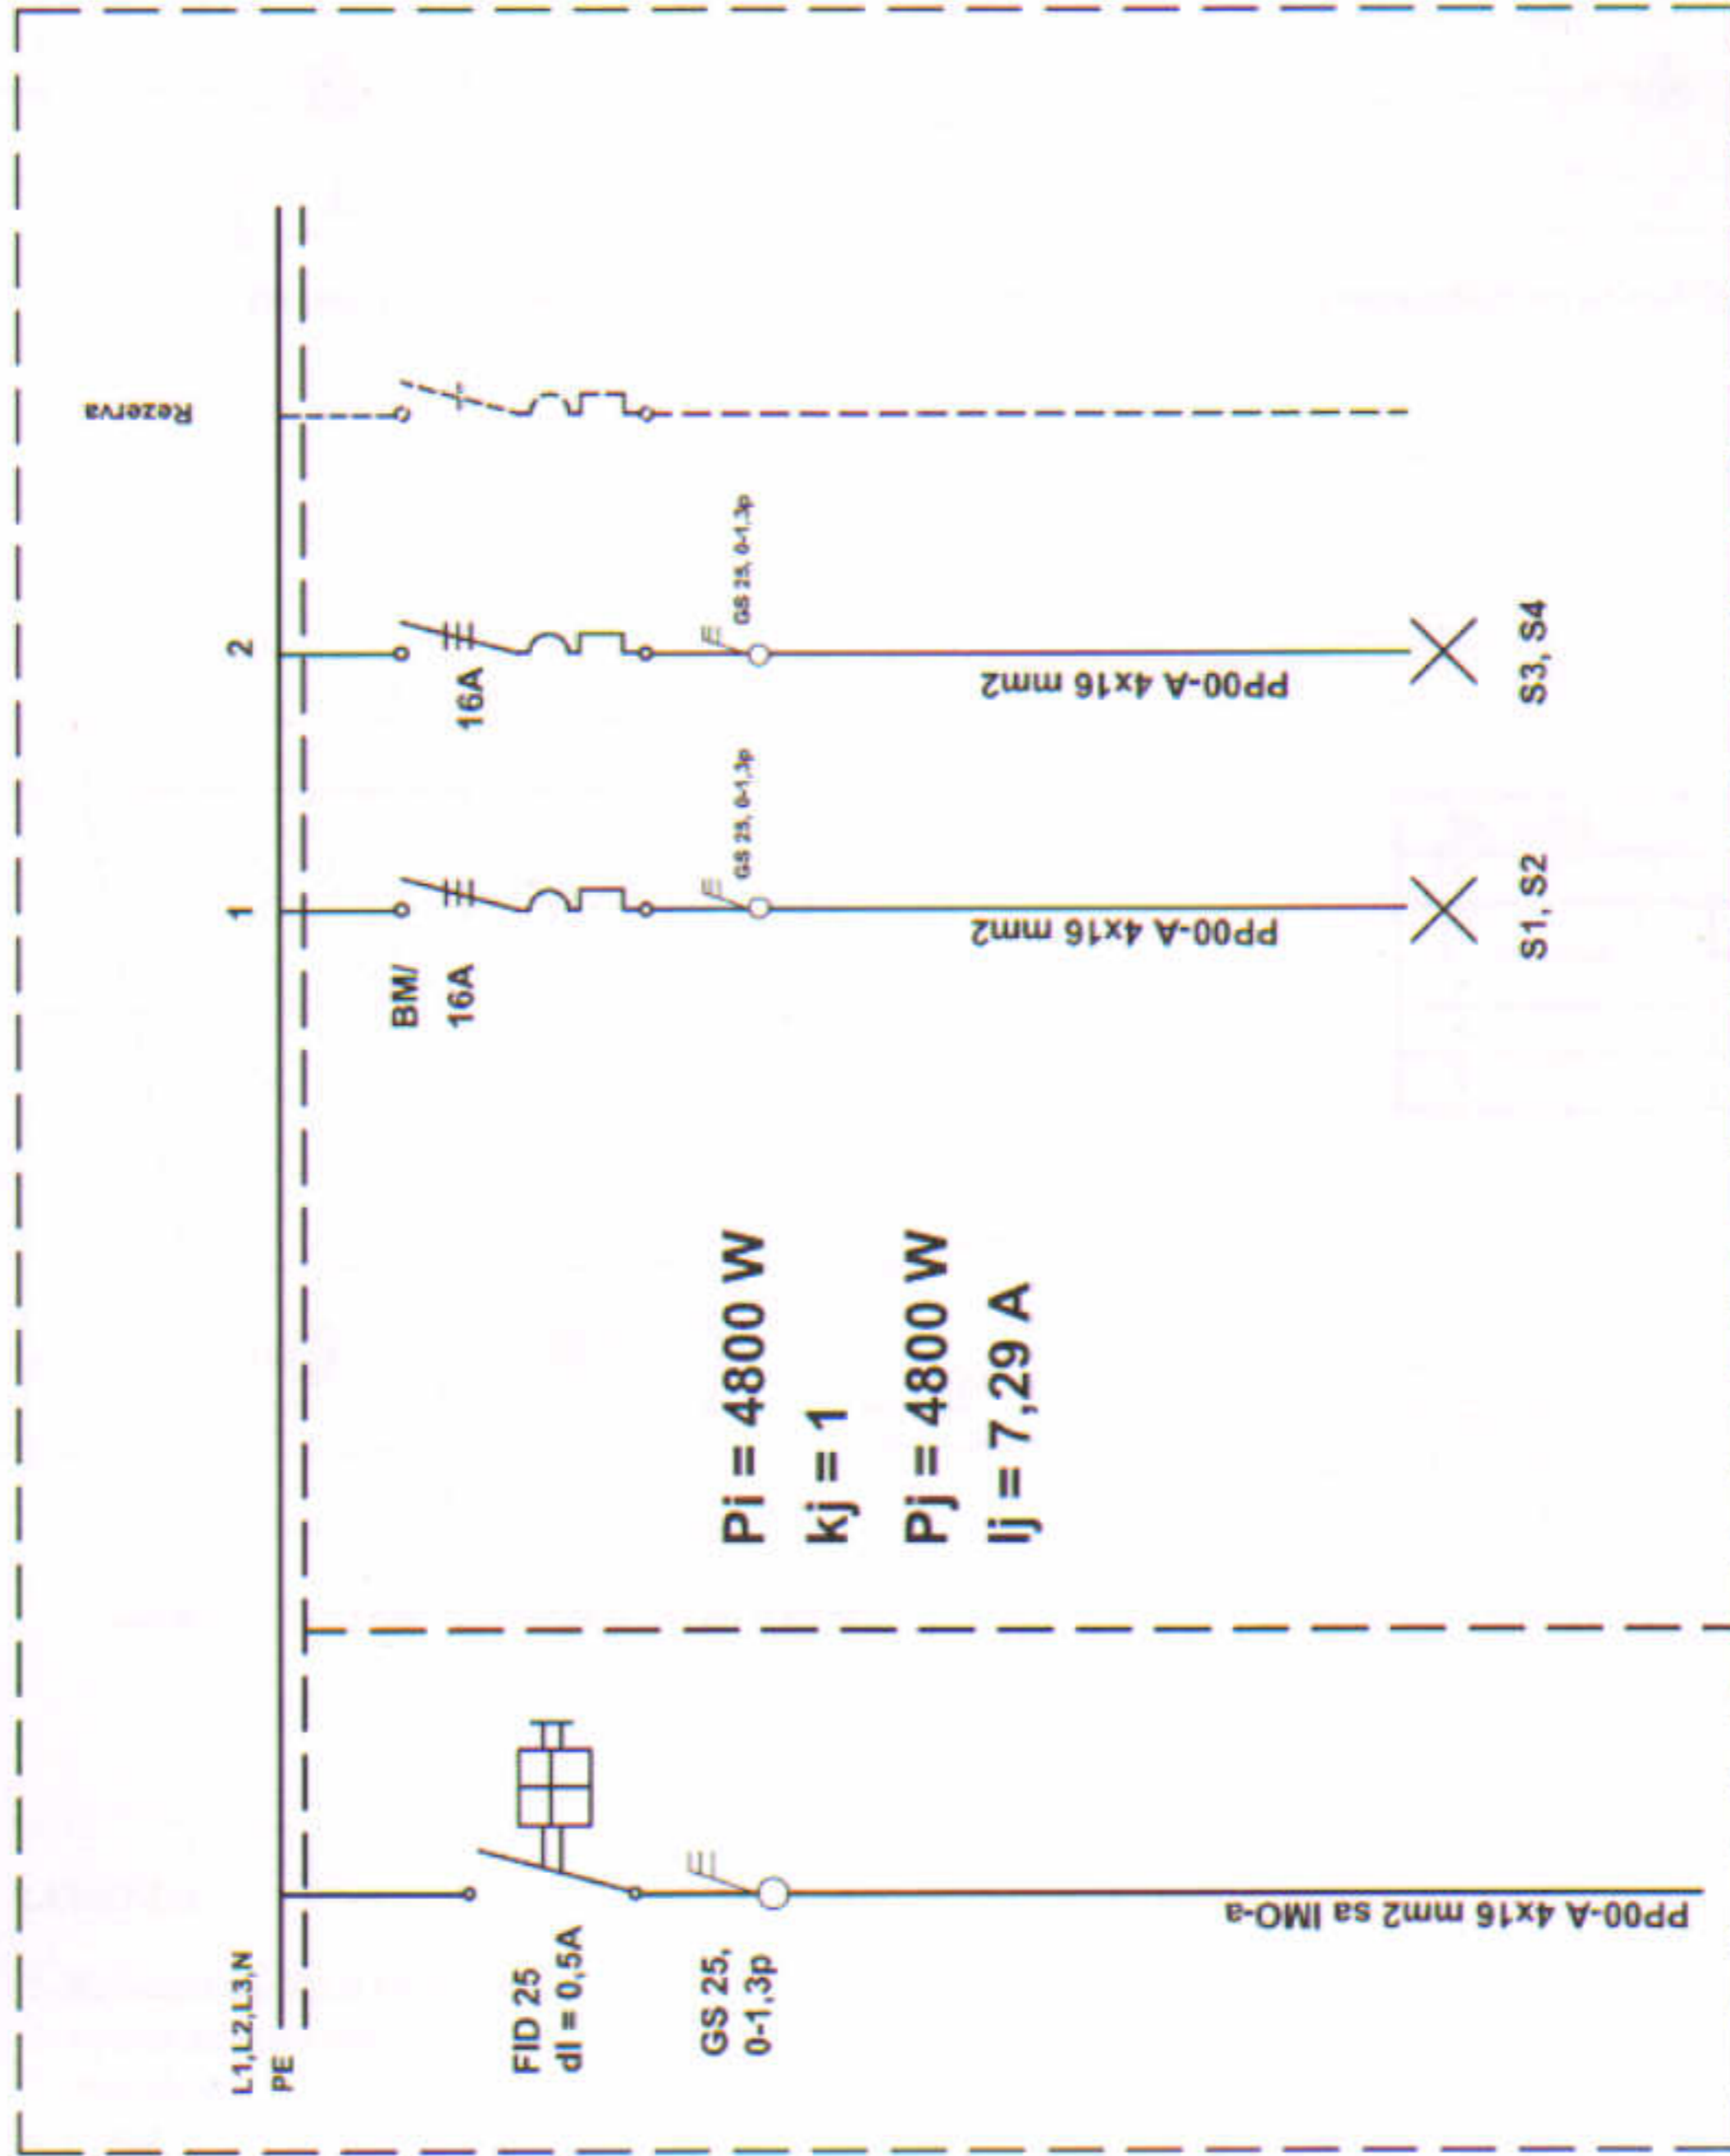 L1,L2,L3,N
PE
1
2
Rezerva
FID 25
dI = 0,5A
BM/
16A
16A
GS 25,
0-1,3p
GS 25, 0-1,3p
GS 25, 0-1,3p
Pi = 4800 W
kj = 1
Pj = 4800 W
Ij = 7,29 A
PP00-A 4x16 mm2 sa IMO-a
PP00-A 4x16 mm2
PP00-A 4x16 mm2
S1, S2
S3, S4